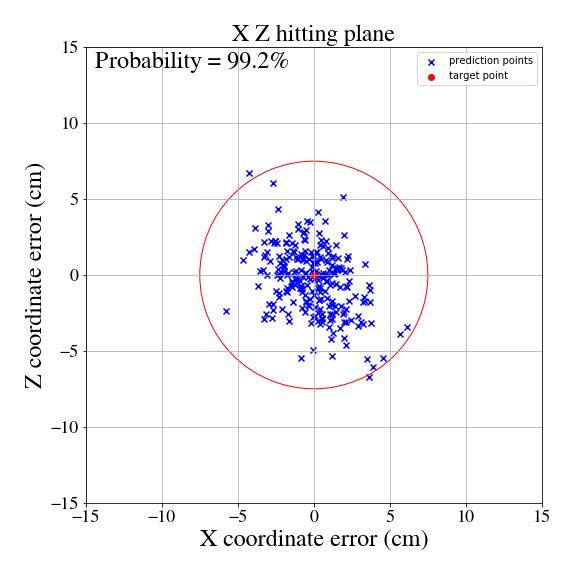 X Z hitting plane
Probability = 99.2%
prediction points
target point
15
10
5
0
−5
−10
−15
Z coordinate error (cm)
−15 −10 −5 0 5 10 15
X coordinate error (cm)